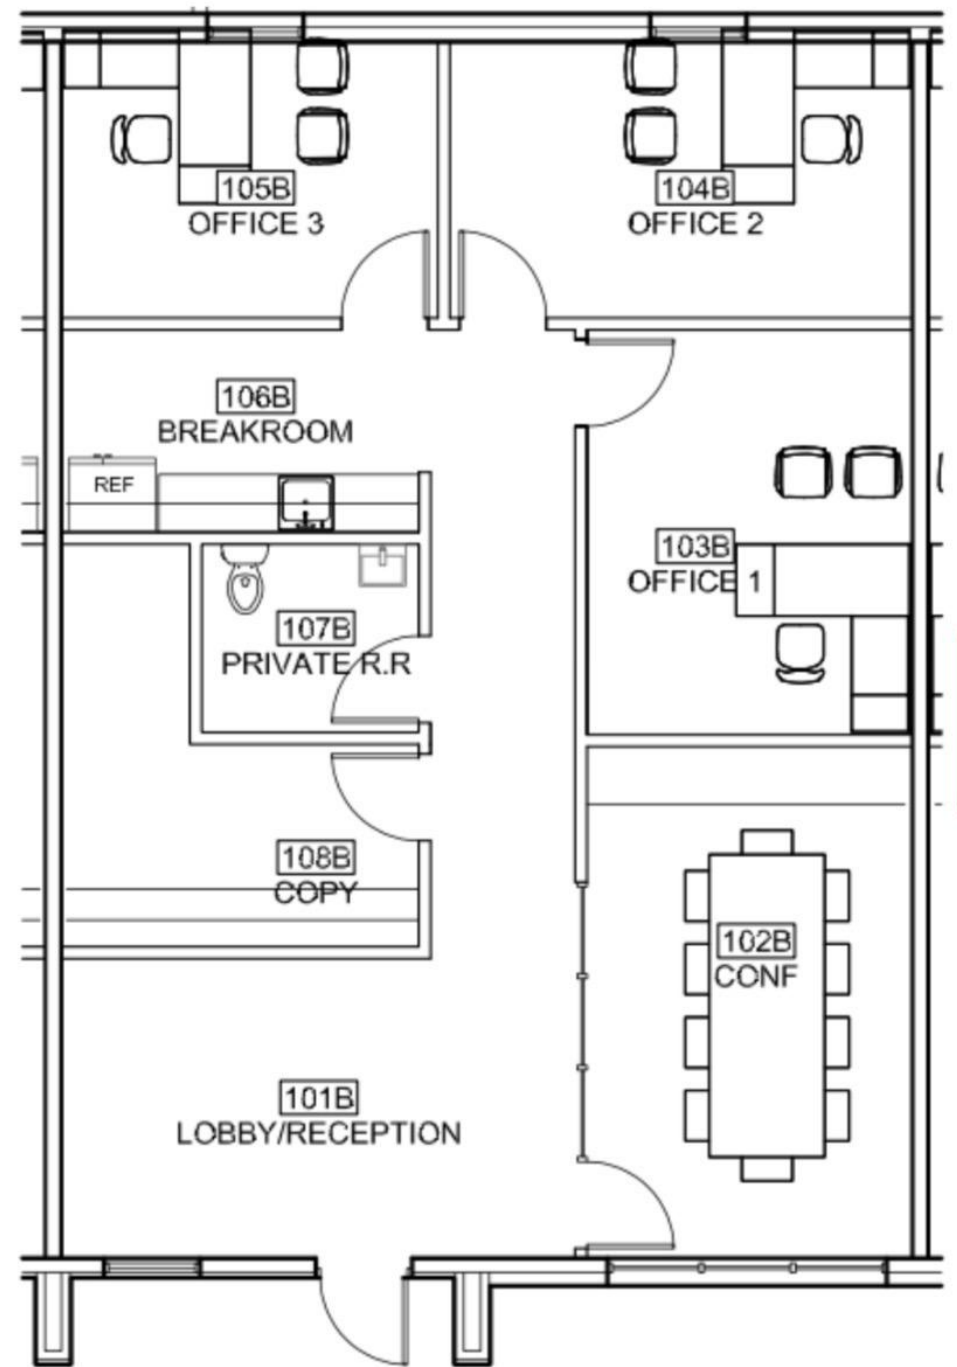 105B
OFFICE 3
104B
OFFICE 2
106B
BREAKROOM
REF
103B
OFFICE 1
107B
PRIVATE R.R
108B
COPY
102B
CONF
101B
LOBBY/RECEPTION